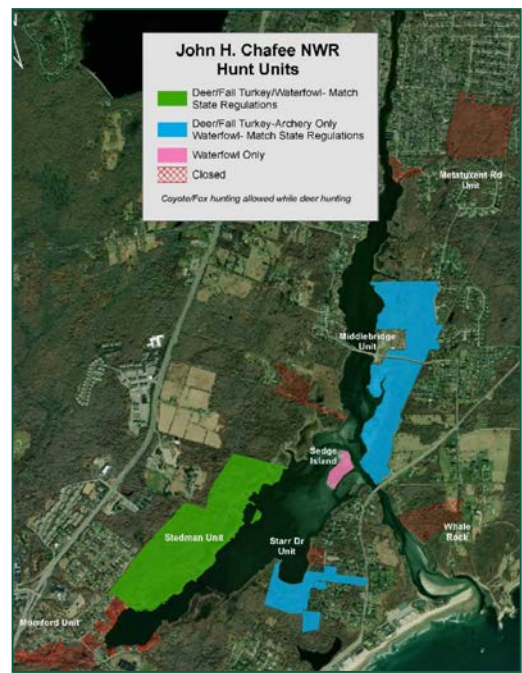 John H. Chafee NWR
Hunt Units
Deer/Fall Turkey/Waterfowl- Match
State Regulations
Deer/Fall Turkey-Archery Only
Waterfowl- Match State Regulations
Waterfowl Only
Closed
Coyote/Fox hunting allowed while deer hunting
Metatuxent Rd
Unit
Middlebridge
Unit
Sedge
Island
Stedman Unit
Starr Dr
Unit
Whale
Rock
Mumford Unit